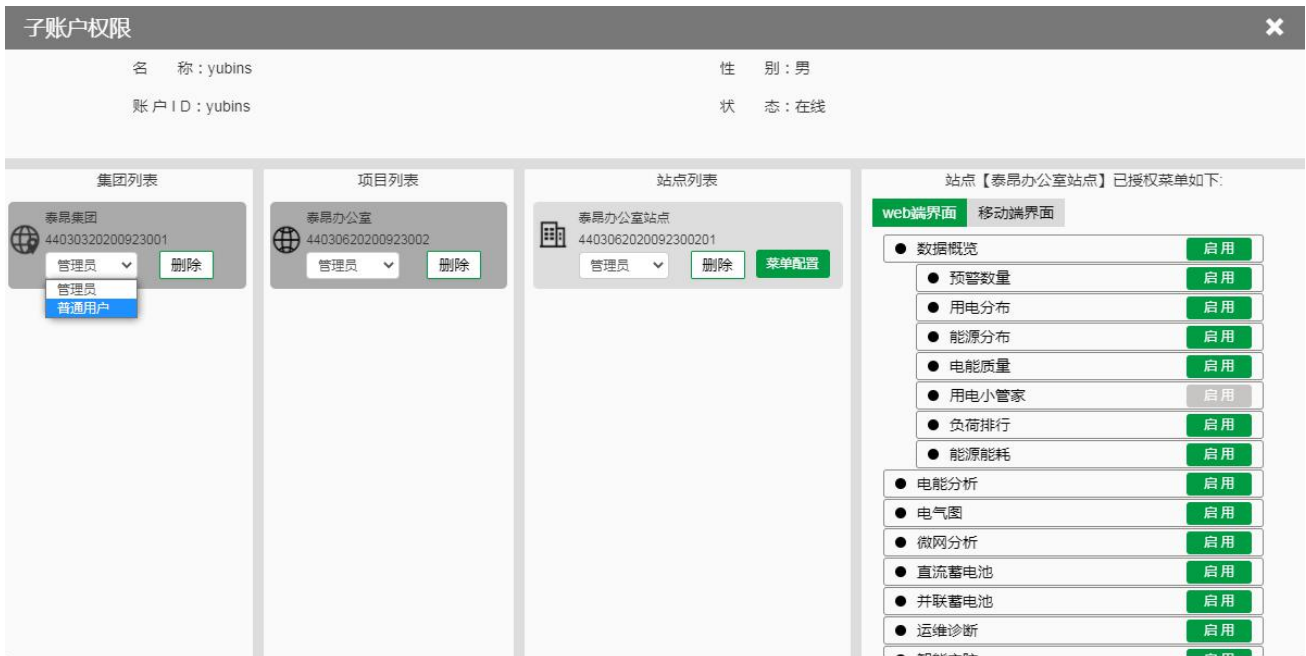 子账户权限
名 称：yubins
性 别：男
账户ID：yubins
状 态：在线
集团列表
泰昂集团
44030320200923001
管理员
删除
管理员
普通用户
项目列表
泰昂办公室
44030620200923002
管理员
删除
站点列表
泰昂办公室站点
4403062020092300201
管理员
删除
菜单配置
站点【泰昂办公室站点】已授权菜单如下:
web端界面 移动端界面
数据概览 启用
预警数量 启用
用电分布 启用
能源分布 启用
电能质量 启用
用电小管家 启用
负荷排行 启用
能源能耗 启用
电能分析 启用
电气图 启用
微网分析 启用
直流蓄电池 启用
并联蓄电池 启用
运维诊断 启用